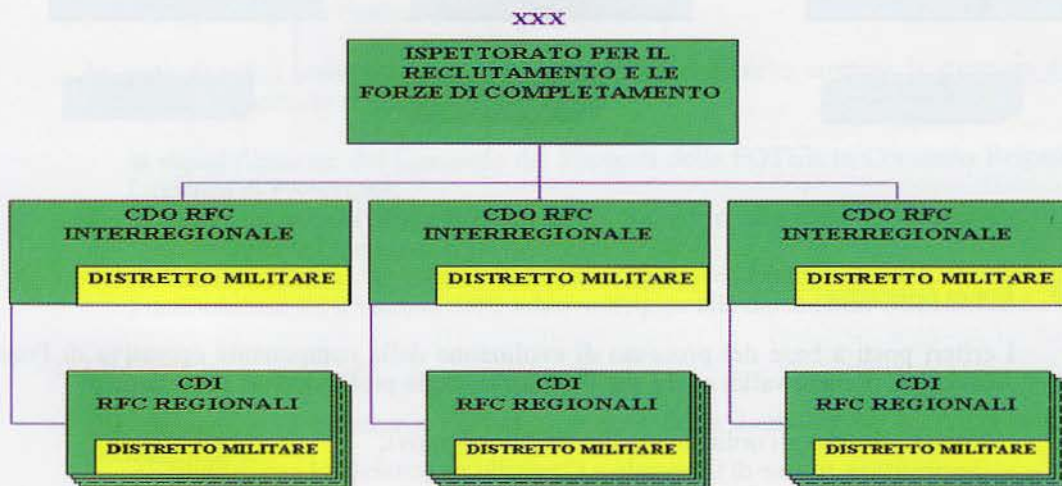 XXX
ISPETTORATO PER IL
RECLUTAMENTO E LE
FORZE DI COMPLETAMENTO
CDO RFC
INTERREGIONALE
DISTRETTO MILITARE
CDO RFC
INTERREGIONALE
DISTRETTO MILITARE
CDO RFC
INTERREGIONALE
DISTRETTO MILITARE
CDI
RFC REGIONALI
DISTRETTO MILITARE
CDI
RFC REGIONALI
DISTRETTO MILITARE
CDI
RFC REGIONALI
DISTRETTO MILITARE